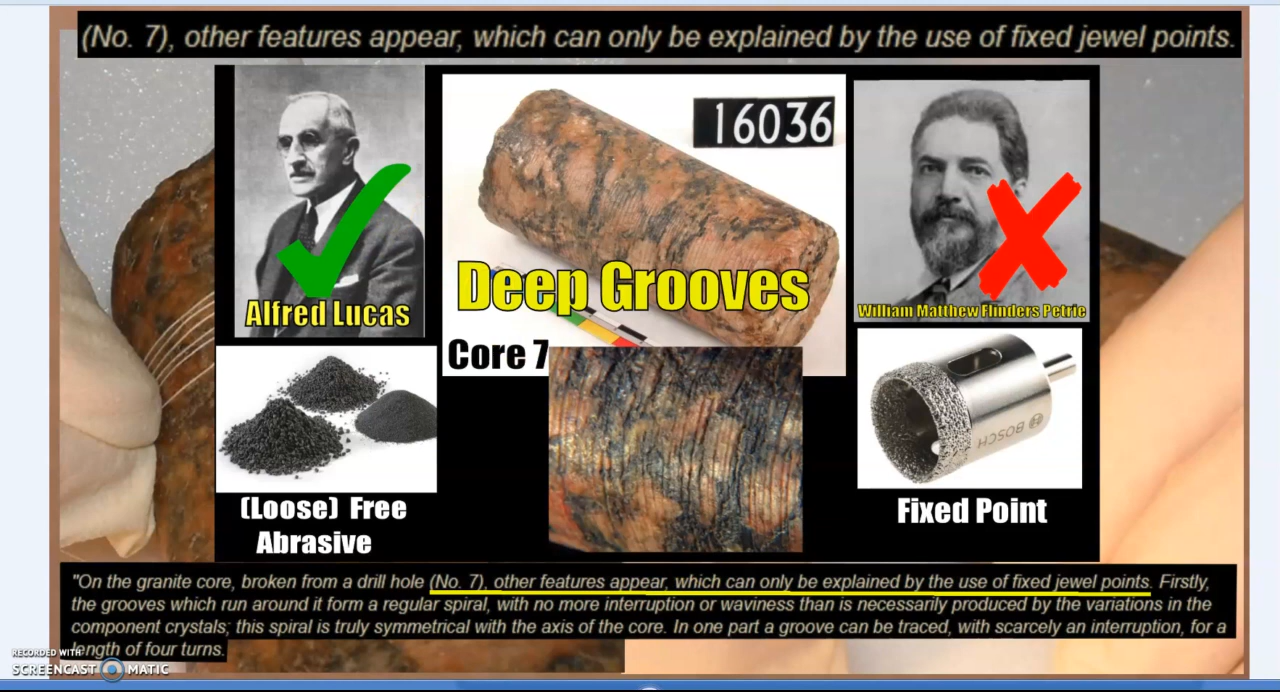 (No. 7), other features appear, which can only be explained by the use of fixed jewel points.
16036
Alfred Lucas
Deep Grooves
William Matthew Flinders Petrie
Core 7
BOSCH
(Loose) Free
Abrasive
Fixed Point
"On the granite core, broken from a drill hole (No. 7), other features appear, which can only be explained by the use of fixed jewel points. Firstly,
the grooves which run around it form a regular spiral, with no more interruption or waviness than is necessarily produced by the variations in the
component crystals; this spiral is truly symmetrical with the axis of the core. In one part a groove can be traced, with scarcely an interruption, for a
length of four turns.
RECORDED WITH
SCREENCAST MATIC